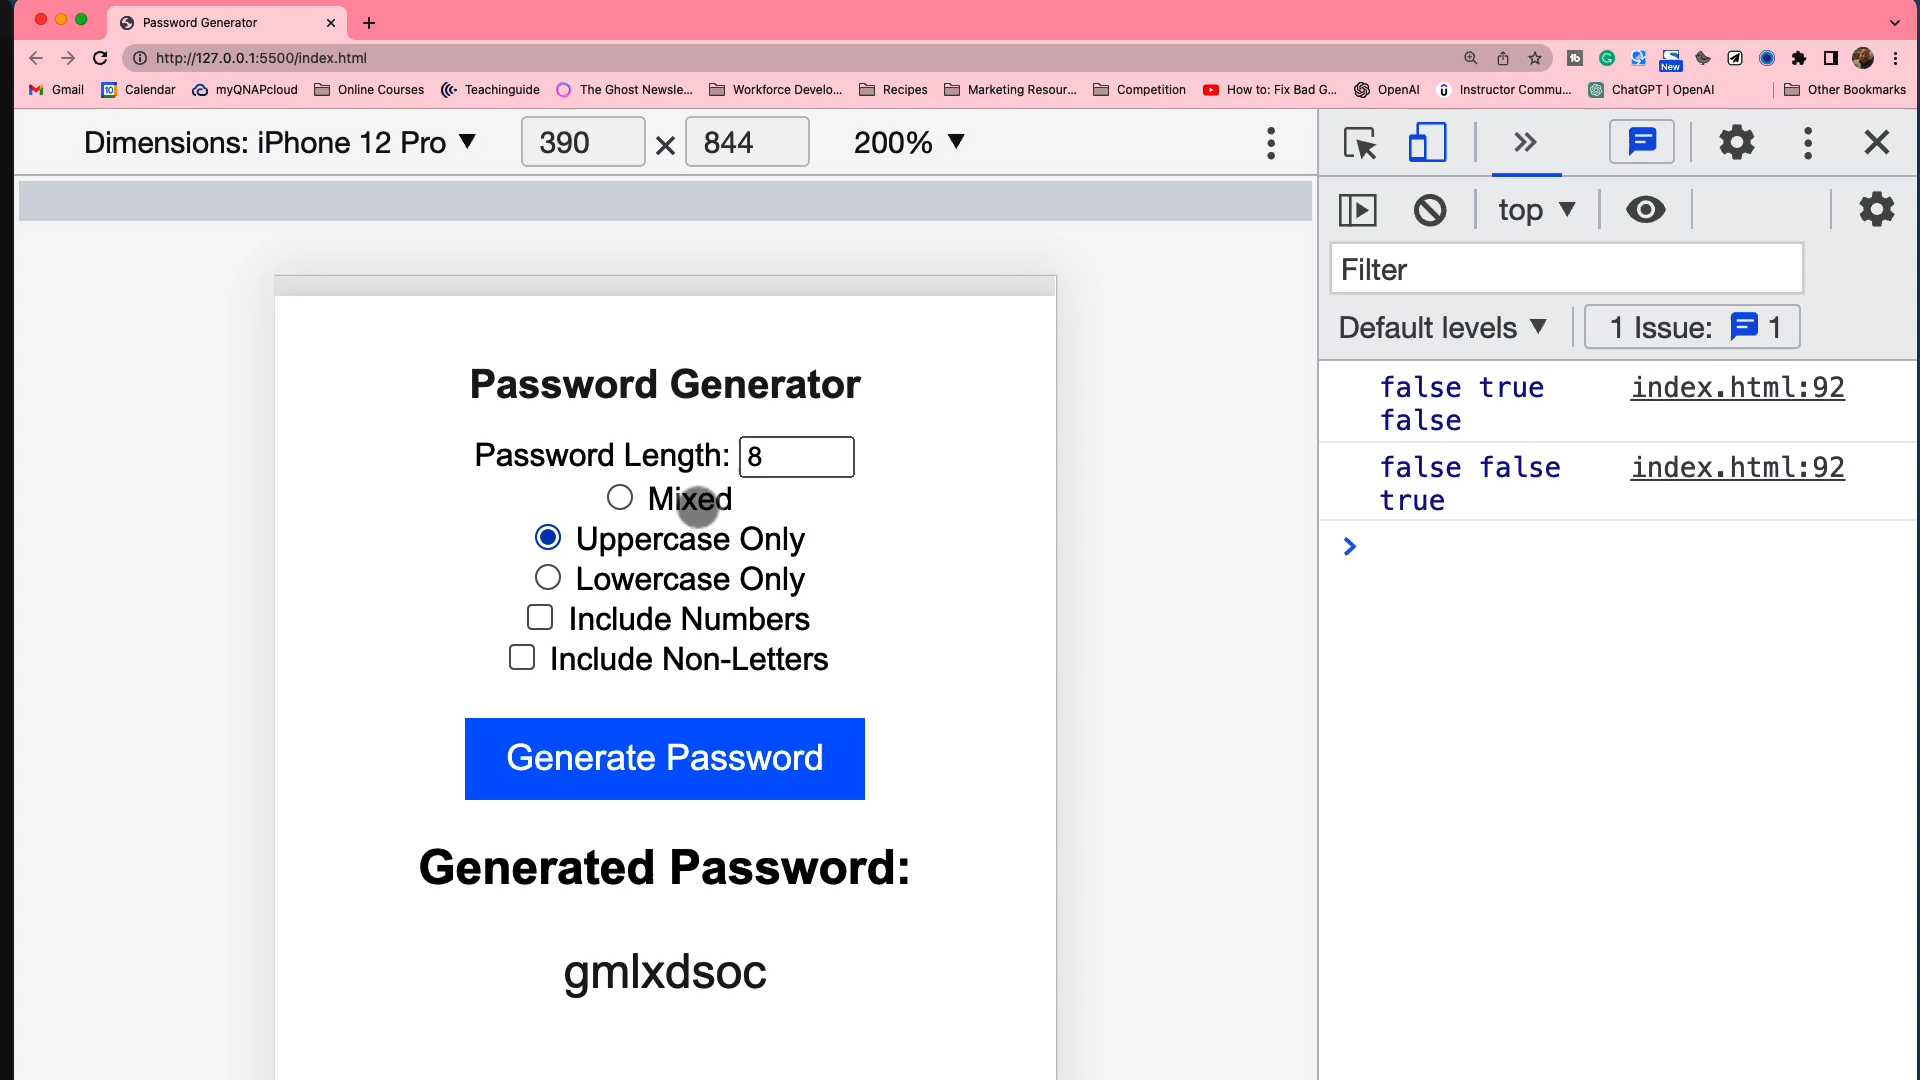 Password Generator
http://127.0.0.1:5500/index.html
New
Gmail
10
Calendar
myQNAPcloud
Online Courses
Teachinguide
The Ghost Newsle...
Workforce Develo...
Recipes
Marketing Resour...
Competition
How to: Fix Bad G...
OpenAI
Instructor Commu...
ChatGPT | OpenAI
Other Bookmarks
Dimensions: iPhone 12 Pro ▼ 390 × 844 200% ▼
top ▼
Filter
Default levels ▼ 1 Issue: 1
false true index.html:92
false
false false index.html:92
true
Password Generator
Password Length: 8
Mixed
Uppercase Only
Lowercase Only
Include Numbers
Include Non-Letters
Generate Password
Generated Password:
gmlxdsoc